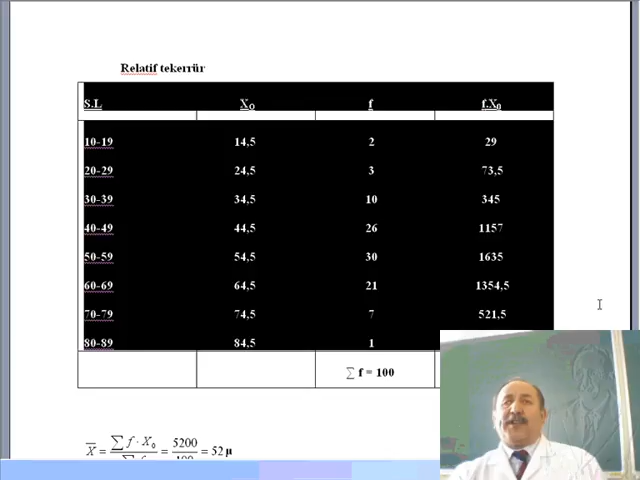 Relatif tekerrür
S.L X₀ f f.X₀
10-19 14,5 2 29
20-29 24,5 3 73,5
30-39 34,5 10 345
40-49 44,5 26 1157
50-59 54,5 30 1635
60-69 64,5 21 1354,5
70-79 74,5 7 521,5
80-89 84,5 1
∑ f = 100
X̅ = ∑ f · X₀ / ∑ f = 5200 / 100 = 52 µ